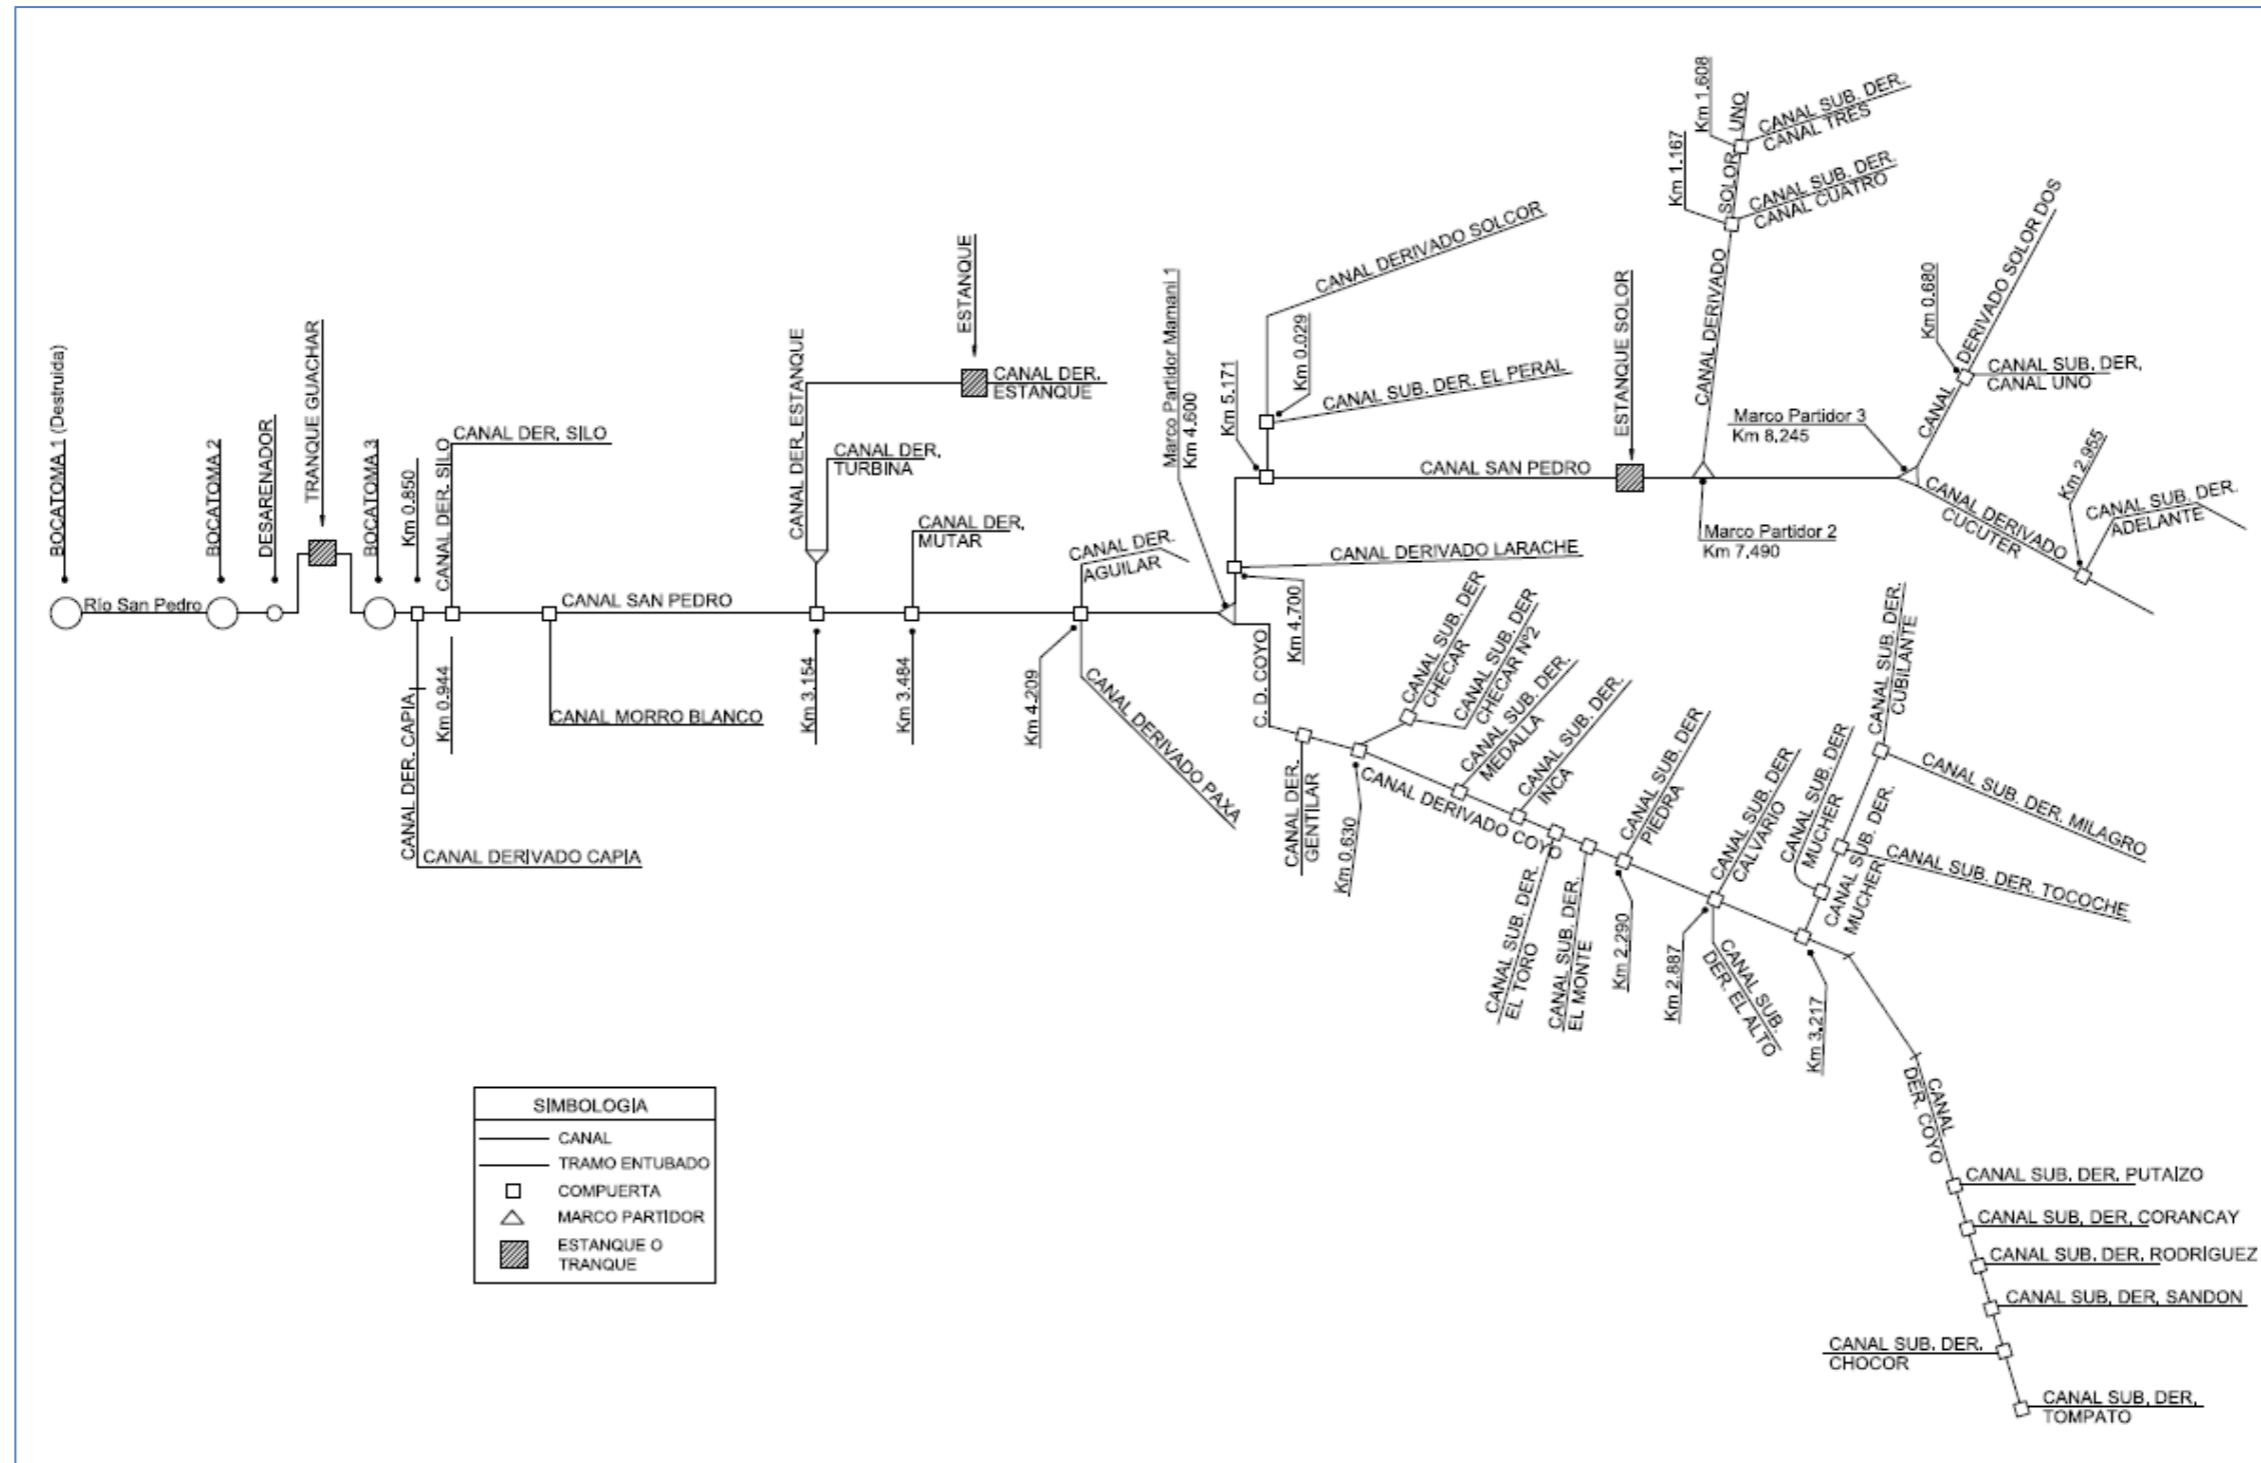 BOCATOMA 1 (Destruida)
Río San Pedro
BOCATOMA 2
DESARENADOR
TRANQUE GUACHAR
BOCATOMA 3
Km 0.850
CANAL DER. CAPIA
CANAL DERIVADO CAPIA
CANAL DER. SILO
CANAL DER. SILO
Km 0.944
CANAL SAN PEDRO
CANAL MORRO BLANCO
CANAL DER. ESTANQUE
CANAL DER.
TURBINA
ESTANQUE
CANAL DER.
ESTANQUE
Km 3.154
CANAL DER.
MUTAR
Km 3.484
CANAL DER.
AGUILAR
Km 4.209
CANAL DERIVADO PAXA
Marco Partidor Mamani 1
Km 4.600
CANAL DERIVADO LARACHE
Km 4.700
Km 5.171
CANAL DERIVADO SOLCOR
Km 0.029
CANAL SUB. DER. EL PERAL
CANAL SAN PEDRO
ESTANQUE SOLOR
Marco Partidor 2
Km 7.490
CANAL DERIVADO
SOLOR
UNO
Km 1.167
CANAL SUB. DER.
CANAL CUATRO
Km 1.608
CANAL SUB. DER.
CANAL TRES
Marco Partidor 3
Km 8.245
CANAL
DERIVADO SOLOR DOS
Km 0.680
CANAL SUB. DER.
CANAL UNO
CANAL DERIVADO
CUCUTER
Km 2.955
CANAL SUB. DER.
ADELANTE
C. D. COYO
CANAL DER.
GENTILAR
Km 0.630
CANAL SUB. DER
CHECAR
CANAL SUB. DER
CHECAR Nº2
CANAL DERIVADO COYO
CANAL SUB. DER.
MEDALLA
CANAL SUB. DER.
INCA
CANAL SUB. DER.
EL TORO
CANAL SUB. DER.
EL MONTE
CANAL SUB. DER
PIEDRA
Km 2.290
CANAL SUB. DER
CALVARIO
Km 2.887
CANAL SUB.
DER. EL ALTO
CANAL SUB. DER
MUCHER
CANAL SUB. DER.
MUCHER
Km 3.217
CANAL SUB. DER.
CUBILANTE
CANAL SUB. DER. MILAGRO
CANAL SUB. DER. TOCOCHE
CANAL
DER. COYO
CANAL SUB. DER. PUTAIZO
CANAL SUB. DER. CORANCAY
CANAL SUB. DER. RODRÍGUEZ
CANAL SUB. DER. SANDON
CANAL SUB. DER.
CHOCOR
CANAL SUB. DER.
TOMPATO
SIMBOLOGIA
CANAL
TRAMO ENTUBADO
COMPUERTA
MARCO PARTIDOR
ESTANQUE O
TRANQUE